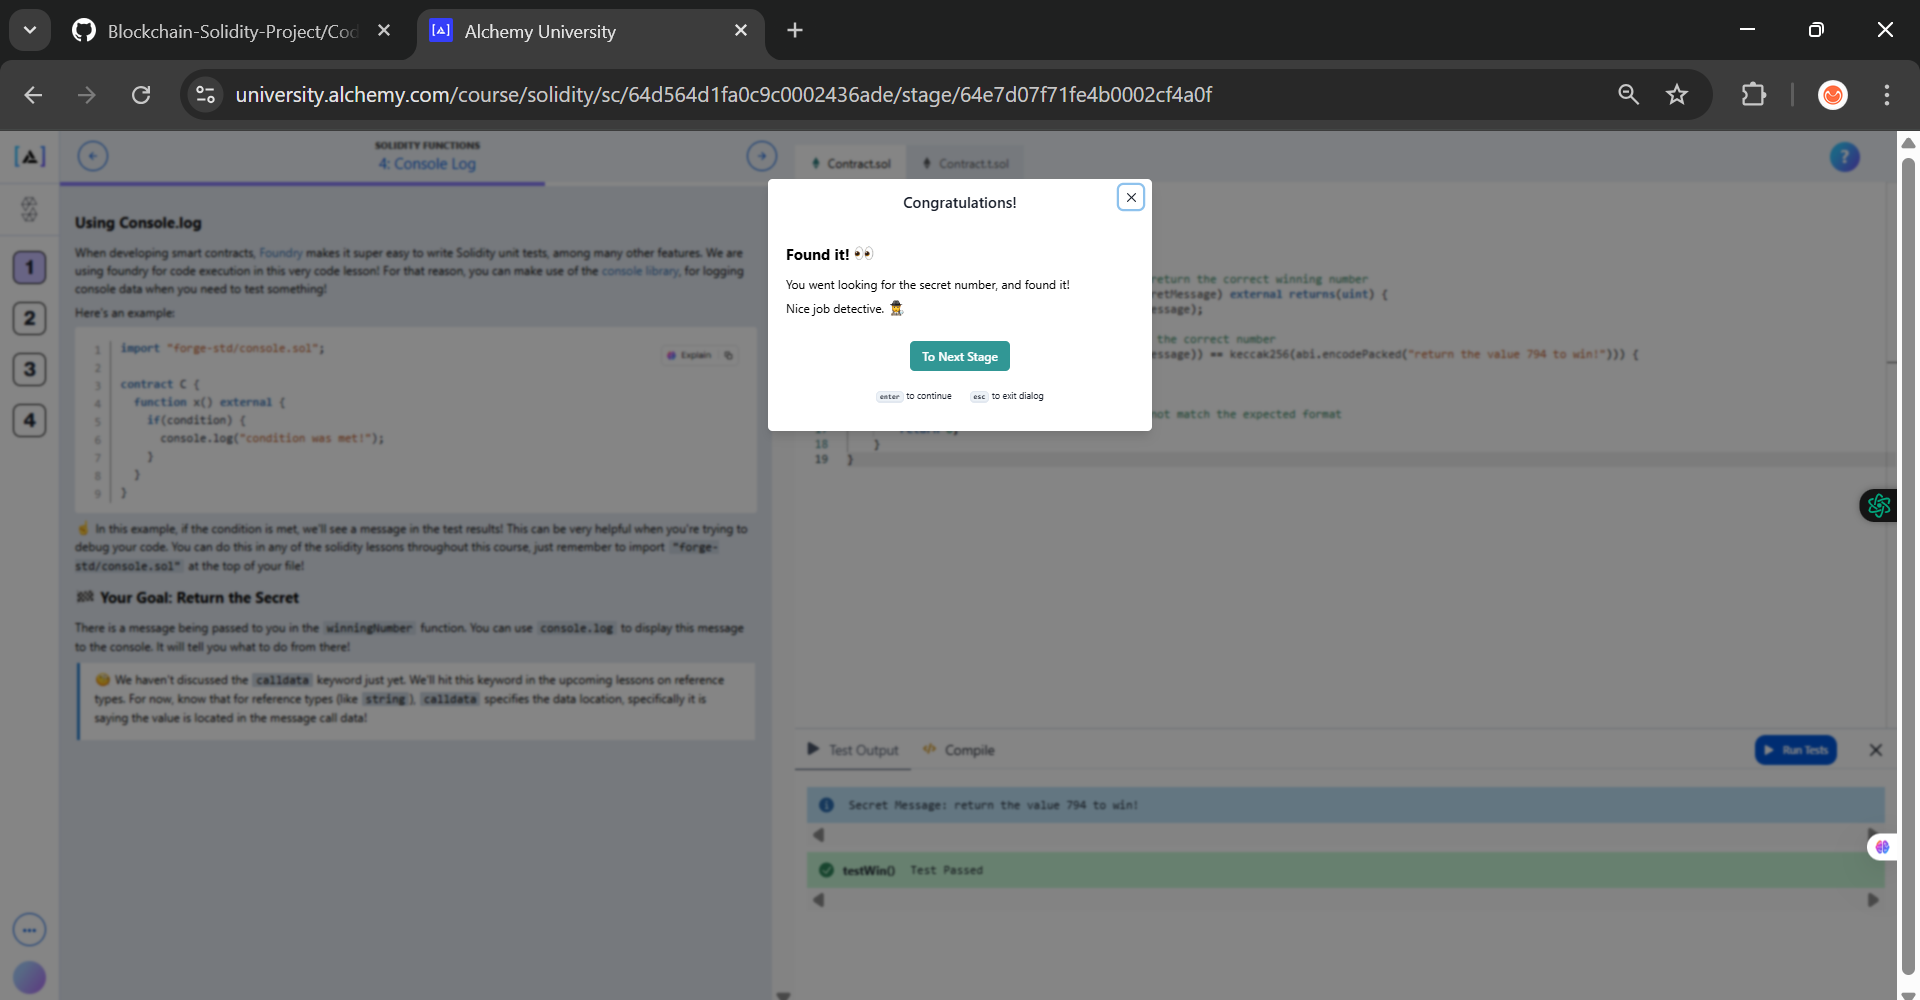 Blockchain-Solidity-Project/Cod
Alchemy University
university.alchemy.com/course/solidity/sc/64d564d1fa0c9c0002436ade/stage/64e7d07f71fe4b0002cf4a0f
SOLIDITY FUNCTIONS
4: Console Log
Contract.sol
Contract.t.sol
?
1
2
3
4
Using Console.log
When developing smart contracts, Foundry makes it super easy to write Solidity unit tests, among many other features. We are
using foundry for code execution in this very code lesson! For that reason, you can make use of the console library, for logging
console data when you need to test something!
Here's an example:
1 import "forge-std/console.sol";
2
3 contract C {
4 function x() external {
5 if(condition) {
6 console.log("condition was met!");
7 }
8 }
9 }
Explain
☝ In this example, if the condition is met, we'll see a message in the test results! This can be very helpful when you're trying to
debug your code. You can do this in any of the solidity lessons throughout this course, just remember to import "forge-
std/console.sol" at the top of your file!
🏁 Your Goal: Return the Secret
There is a message being passed to you in the winningNumber function. You can use console.log to display this message
to the console. It will tell you what to do from there!
We haven't discussed the calldata keyword just yet. We'll hit this keyword in the upcoming lessons on reference
types. For now, know that for reference types (like string), calldata specifies the data location, specifically it is
saying the value is located in the message call data!
Congratulations!
Found it! 👀
You went looking for the secret number, and found it!
Nice job detective. 🕵
To Next Stage
enter to continue esc to exit dialog
return the correct winning number
retMessage) external returns(uint) {
essage);
the correct number
essage)) == keccak256(abi.encodePacked("return the value 794 to win!"))) {
not match the expected format
18 }
19 }
Test Output
Compile
Run Tests
Secret Message: return the value 794 to win!
testWin() Test Passed